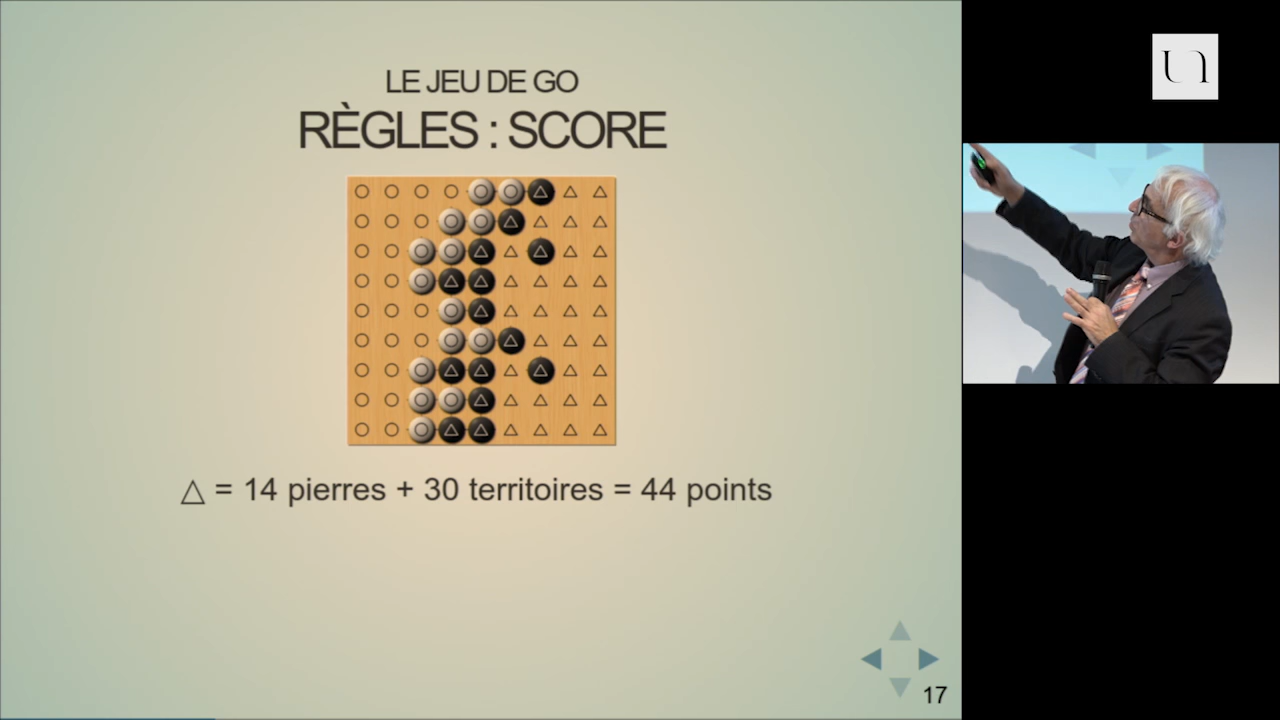 LE JEU DE GO
RÈGLES : SCORE
△ = 14 pierres + 30 territoires = 44 points
17